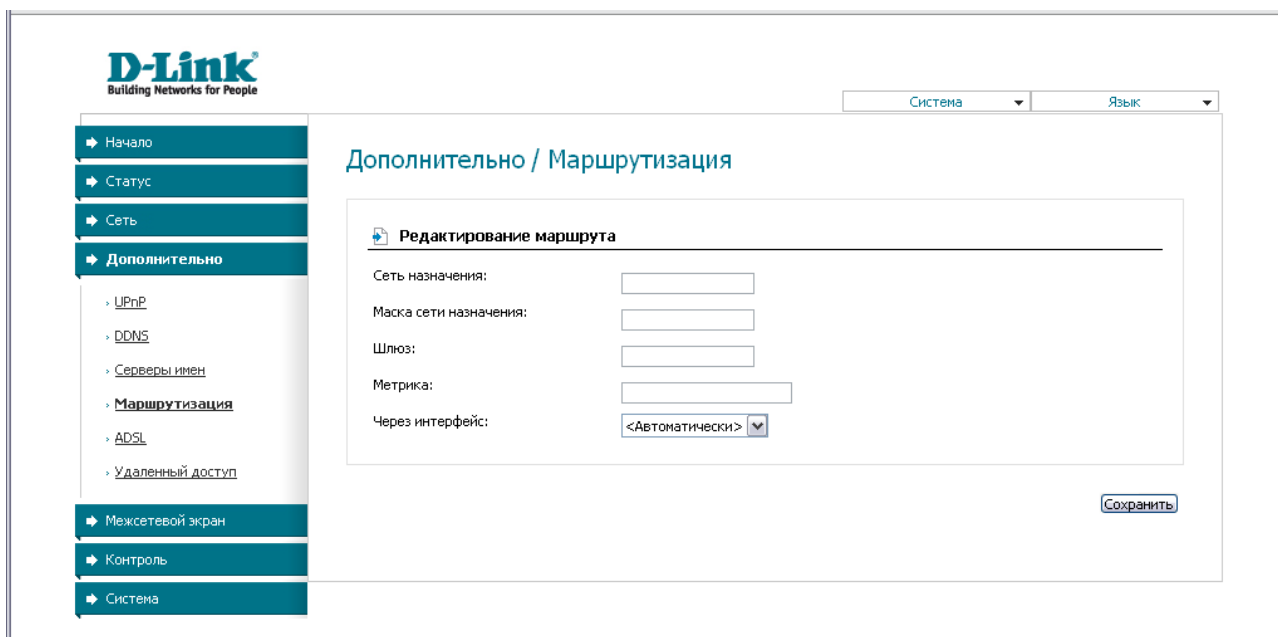 D-Link
Building Networks for People
Система
Язык
Начало
Статус
Сеть
Дополнительно
UPnP
DDNS
Серверы имен
Маршрутизация
ADSL
Удаленный доступ
Межсетевой экран
Контроль
Система
Дополнительно / Маршрутизация
Редактирование маршрута
Сеть назначения:
Маска сети назначения:
Шлюз:
Метрика:
Через интерфейс: <Автоматически>
Сохранить